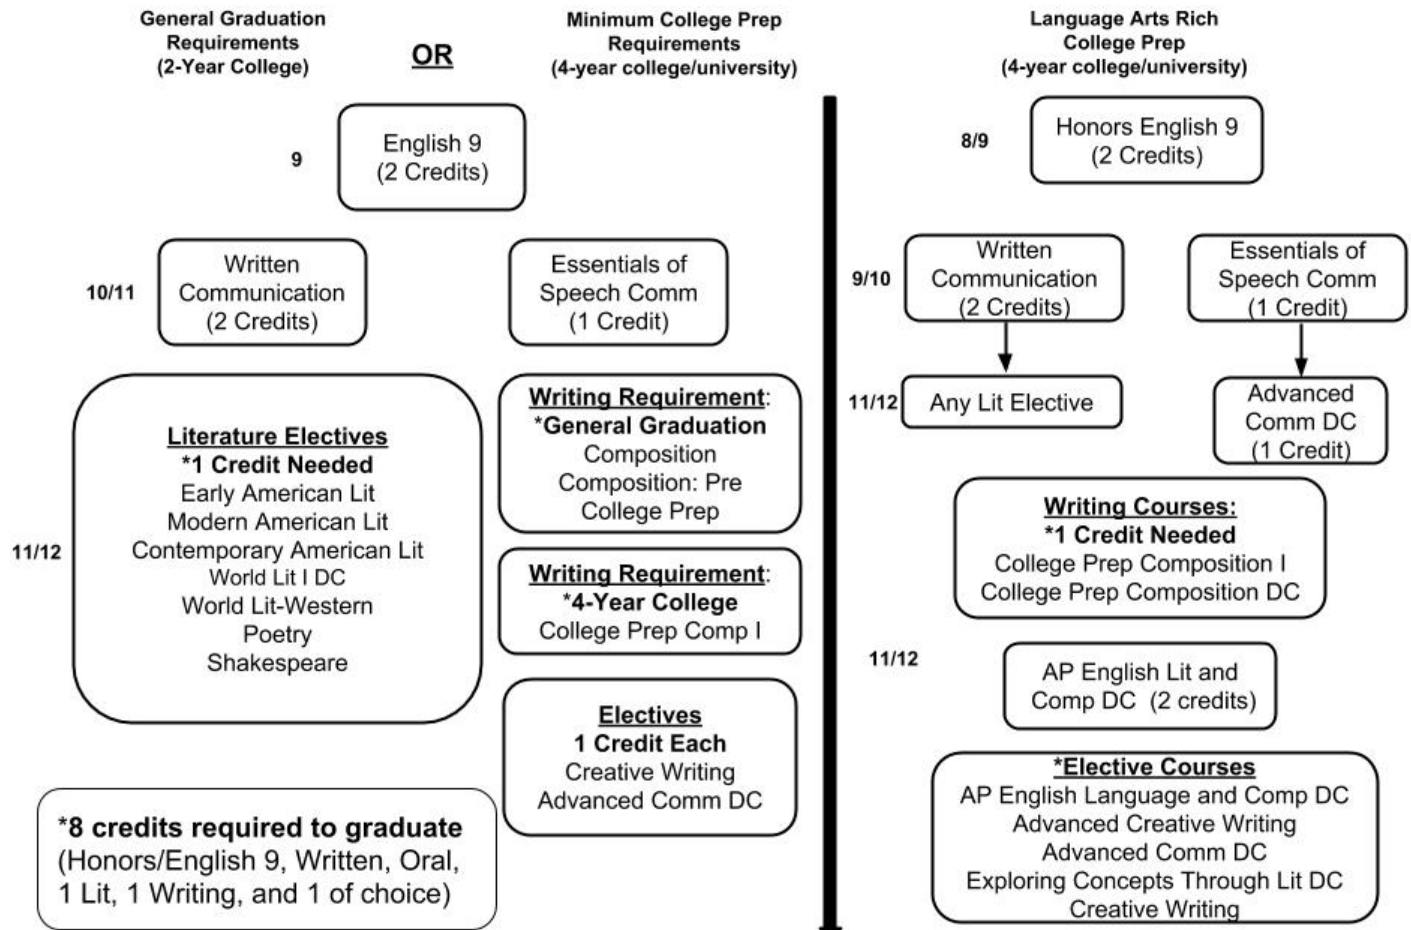 General Graduation
Requirements
(2-Year College)
OR
Minimum College Prep
Requirements
(4-year college/university)
9
English 9
(2 Credits)
10/11
Written
Communication
(2 Credits)
Essentials of
Speech Comm
(1 Credit)
11/12
Literature Electives
*1 Credit Needed
Early American Lit
Modern American Lit
Contemporary American Lit
World Lit I DC
World Lit-Western
Poetry
Shakespeare
Writing Requirement:
*General Graduation
Composition
Composition: Pre
College Prep
Writing Requirement:
*4-Year College
College Prep Comp I
Electives
1 Credit Each
Creative Writing
Advanced Comm DC
*8 credits required to graduate
(Honors/English 9, Written, Oral,
1 Lit, 1 Writing, and 1 of choice)
Language Arts Rich
College Prep
(4-year college/university)
8/9
Honors English 9
(2 Credits)
9/10
Written
Communication
(2 Credits)
Essentials of
Speech Comm
(1 Credit)
11/12
Any Lit Elective
Advanced
Comm DC
(1 Credit)
Writing Courses:
*1 Credit Needed
College Prep Composition I
College Prep Composition DC
11/12
AP English Lit and
Comp DC (2 credits)
*Elective Courses
AP English Language and Comp DC
Advanced Creative Writing
Advanced Comm DC
Exploring Concepts Through Lit DC
Creative Writing